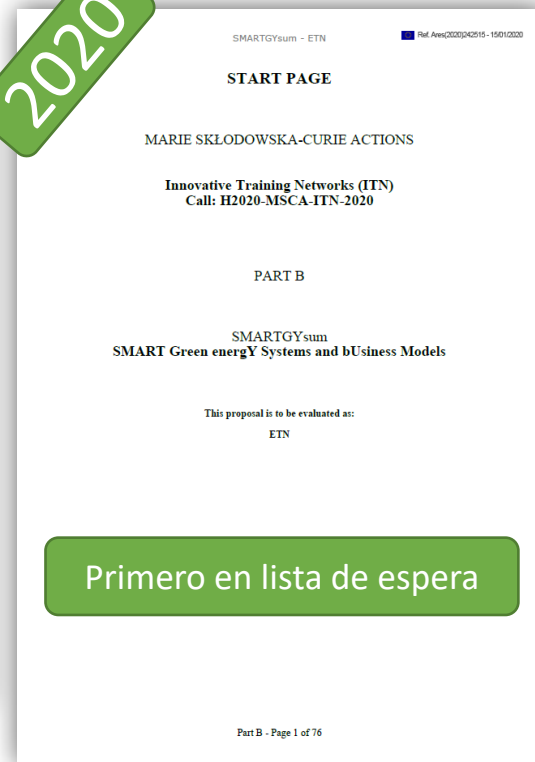 2020
SMARTGYsum - ETN
Ref. Ares(2020)242515 - 15/01/2020
START PAGE
MARIE SKŁODOWSKA-CURIE ACTIONS
Innovative Training Networks (ITN)
Call: H2020-MSCA-ITN-2020
PART B
SMARTGYsum
SMART Green energY Systems and bUsiness Models
This proposal is to be evaluated as:
ETN
Primero en lista de espera
Part B - Page 1 of 76